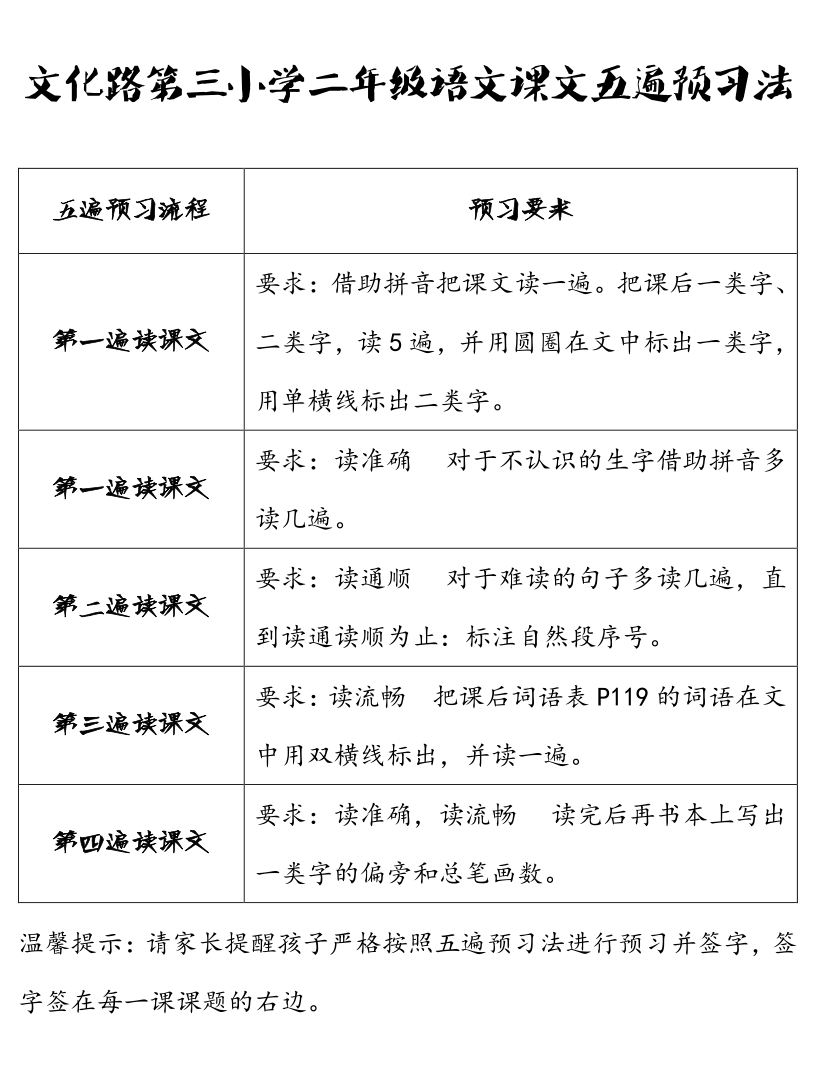 文化路第三小学二年级语文课文五遍预习法
五遍预习流程
预习要求
第一遍读课文
要求：借助拼音把课文读一遍。把课后一类字、
二类字，读5遍，并用圆圈在文中标出一类字，
用单横线标出二类字。
第一遍读课文
要求：读准确 对于不认识的生字借助拼音多
读几遍。
第二遍读课文
要求：读通顺 对于难读的句子多读几遍，直
到读通读顺为止：标注自然段序号。
第三遍读课文
要求：读流畅 把课后词语表P119的词语在文
中用双横线标出，并读一遍。
第四遍读课文
要求：读准确，读流畅 读完后再书本上写出
一类字的偏旁和总笔画数。
温馨提示：请家长提醒孩子严格按照五遍预习法进行预习并签字，签
字签在每一课课题的右边。